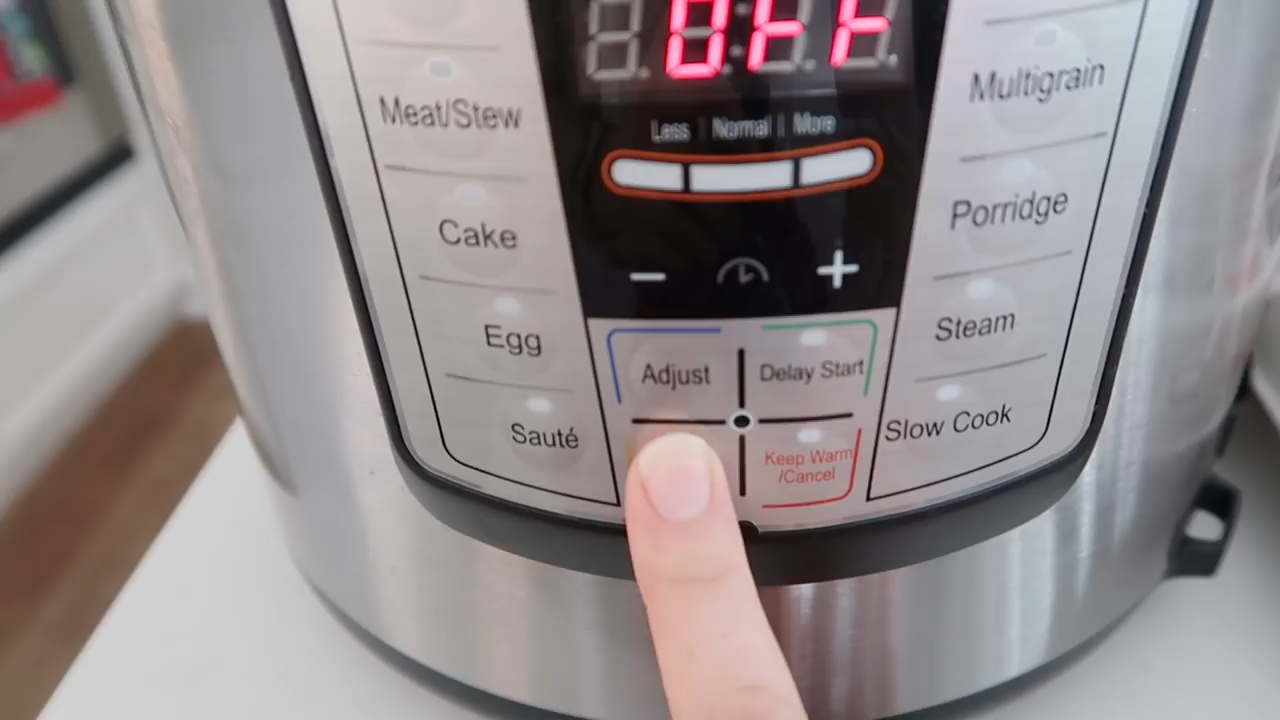 OFF
Less | Normal | More
Meat/Stew
Cake
Egg
Sauté
− +
Adjust
Delay Start
Keep Warm
/Cancel
Multigrain
Porridge
Steam
Slow Cook